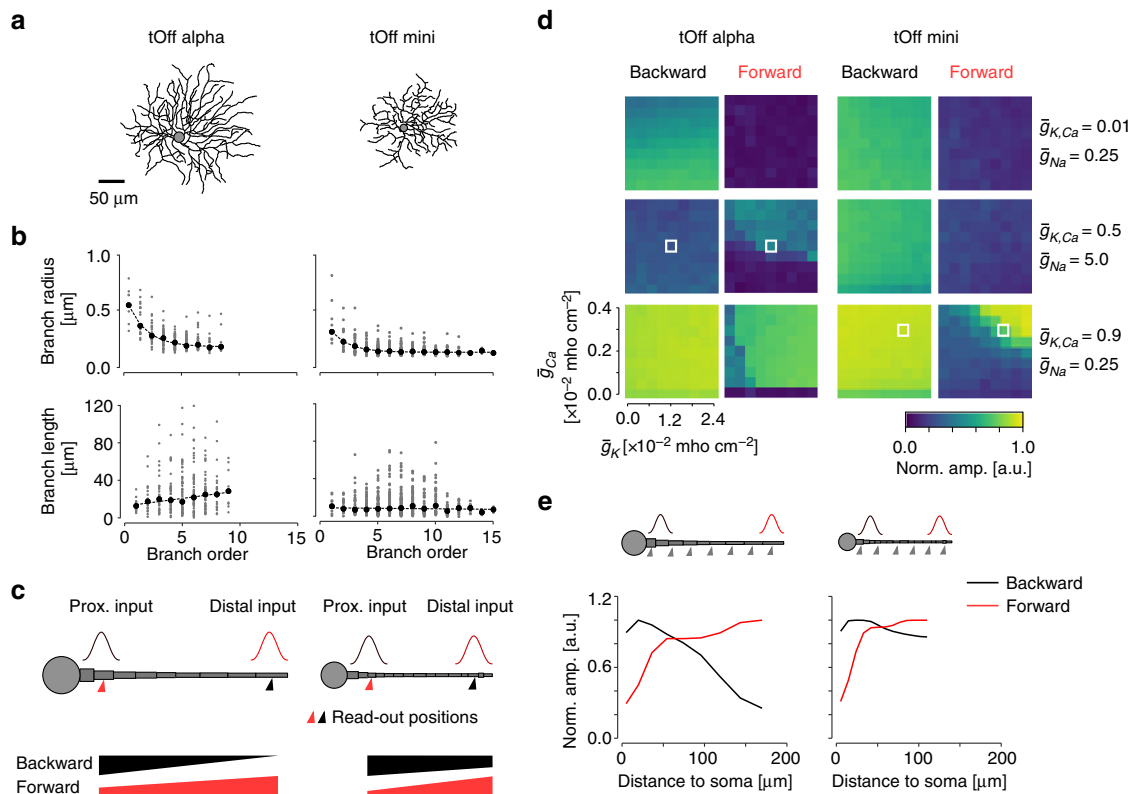 a
tOff alpha
tOff mini
50 μm
b
Branch radius
[μm]
1.0
0.5
0.0
Branch length
[μm]
120
80
40
20
0
0
5
10
15
0
5
10
15
Branch order
Branch order
c
Prox. input
Distal input
Prox. input
Distal input
Read-out positions
Backward
Forward
d
tOff alpha
tOff mini
Backward
Forward
Backward
Forward
ḡK,Ca = 0.01
ḡNa = 0.25
ḡK,Ca = 0.5
ḡNa = 5.0
ḡK,Ca = 0.9
ḡNa = 0.25
ḡCa
[×10⁻² mho cm⁻²]
0.4
0.2
0.0
0.0
1.2
2.4
ḡK [×10⁻² mho cm⁻²]
0.0
1.0
Norm. amp. [a.u.]
e
Backward
Forward
Norm. amp. [a.u.]
1.2
0.6
0.0
0
100
200
0
100
200
Distance to soma [μm]
Distance to soma [μm]